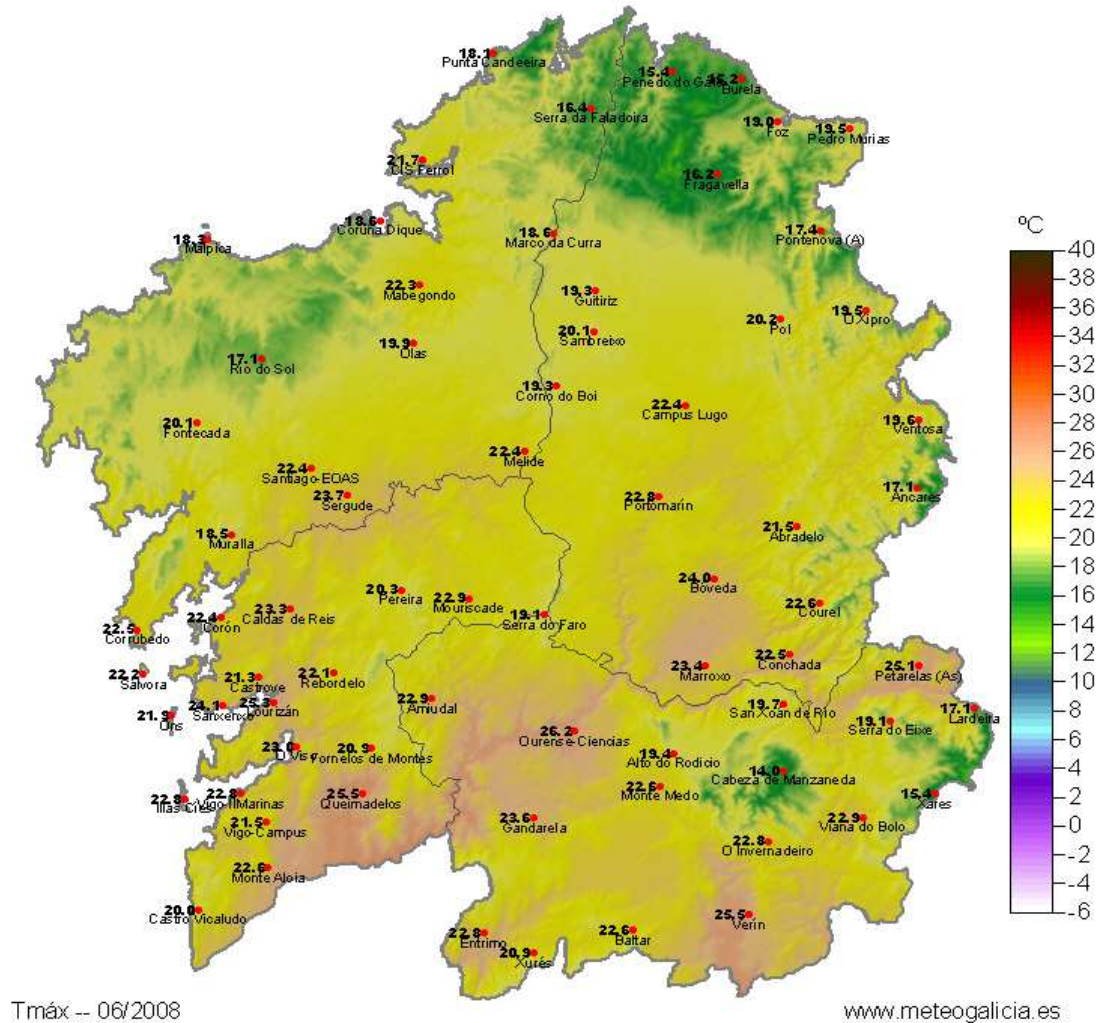 18.1
Punta Candeeira
15.4
Penedo do Galo
15.2
Burela
16.4
Serra da Faladoira
19.0
Foz
19.5
Pedro Murias
21.7
CIS Ferrol
16.2
Fragavella
18.6
Coruña Dique
18.3
Malpica
18.6
Marco da Curra
17.4
Pontenova (A)
ºC
22.3
Mabegondo
19.3
Guitiriz
20.2
Pol
19.5
O Xipro
20.1
Sambreixo
19.9
Olas
17.1
Río do Sol
19.3
Corno do Boi
22.4
Campus Lugo
20.1
Fontecada
19.6
Ventosa
22.4
Melide
22.4
Santiago-EOAS
23.7
Sergude
22.8
Portomarín
17.1
Ancares
18.5
Muralla
21.5
Abradelo
24.0
Bóveda
20.3
Pereira
22.9
Mouriscade
23.3
Caldas de Reis
22.4
Corón
19.1
Serra do Faro
22.6
Courel
22.5
Corrubedo
22.2
Sálvora
21.3
Castrove
22.1
Rebordelo
23.4
Marroxo
22.5
Conchada
25.1
Petarelas (As)
21.9
Ons
24.1
Sanxenxo
25.3
Lourizán
22.9
Amiudal
19.7
San Xoán de Río
17.1
Lardeira
19.1
Serra do Eixe
26.2
Ourense-Ciencias
23.0
O Viso
20.9
Fornelos de Montes
19.4
Alto do Rodicio
14.0
Cabeza de Manzaneda
22.8
Illas Cíes
22.8
Vigo IIMarinas
25.5
Queimadelos
22.6
Monte Medo
15.4
Xares
21.5
Vigo-Campus
23.6
Gandarela
22.9
Viana do Bolo
22.8
O Invernadeiro
22.6
Monte Aloia
20.0
Castro Vicaludo
25.5
Verín
22.8
Entrimo
22.6
Baltar
20.9
Xurés
40
38
36
34
32
30
28
26
24
22
20
18
16
14
12
10
8
6
4
2
0
-2
-4
-6
Tmáx -- 06/2008
www.meteogalicia.es